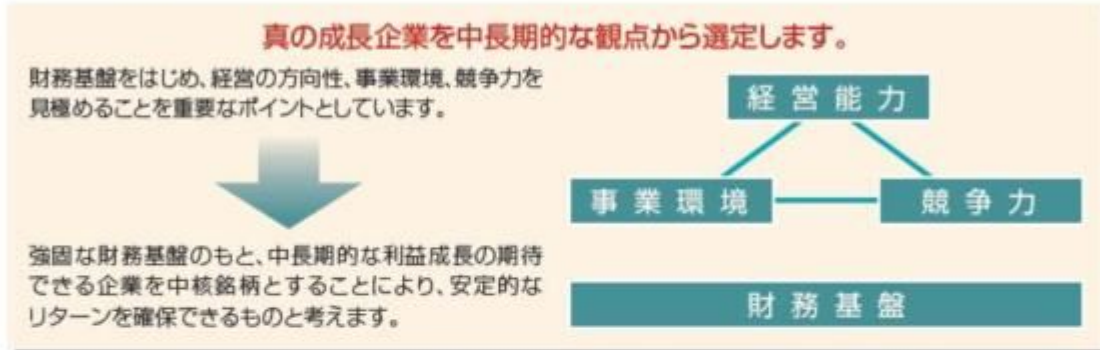 真の成長企業を中長期的な観点から選定します。
財務基盤をはじめ、経営の方向性、事業環境、競争力を
見極めることを重要なポイントとしています。
強固な財務基盤のもと、中長期的な利益成長の期待
できる企業を中核銘柄とすることにより、安定的な
リターンを確保できるものと考えます。
経営能力
事業環境
競争力
財務基盤